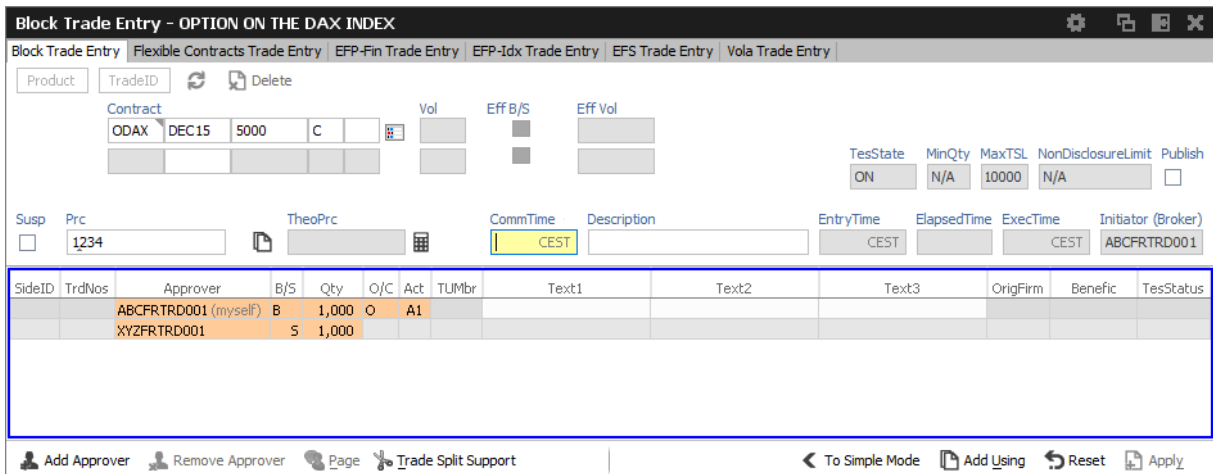 Block Trade Entry - OPTION ON THE DAX INDEX
Block Trade Entry Flexible Contracts Trade Entry EFP-Fin Trade Entry EFP-Idx Trade Entry EFS Trade Entry Vola Trade Entry
Product TradeID Delete
Contract Vol Eff B/S Eff Vol
ODAX DEC15 5000 C
TesState MinQty MaxTSL NonDisclosureLimit Publish
ON N/A 10000 N/A
Susp Prc TheoPrc CommTime Description EntryTime ElapsedTime ExecTime Initiator (Broker)
1234 CEST CEST CEST ABCFRTRD001
SideID TrdNos Approver B/S Qty O/C Act TUMbr Text1 Text2 Text3 OrigFirm Benefic TesStatus
ABCFRTRD001 (myself) B 1,000 O A1
XYZFRTRD001 S 1,000
Add Approver Remove Approver Page Trade Split Support To Simple Mode Add Using Reset Apply